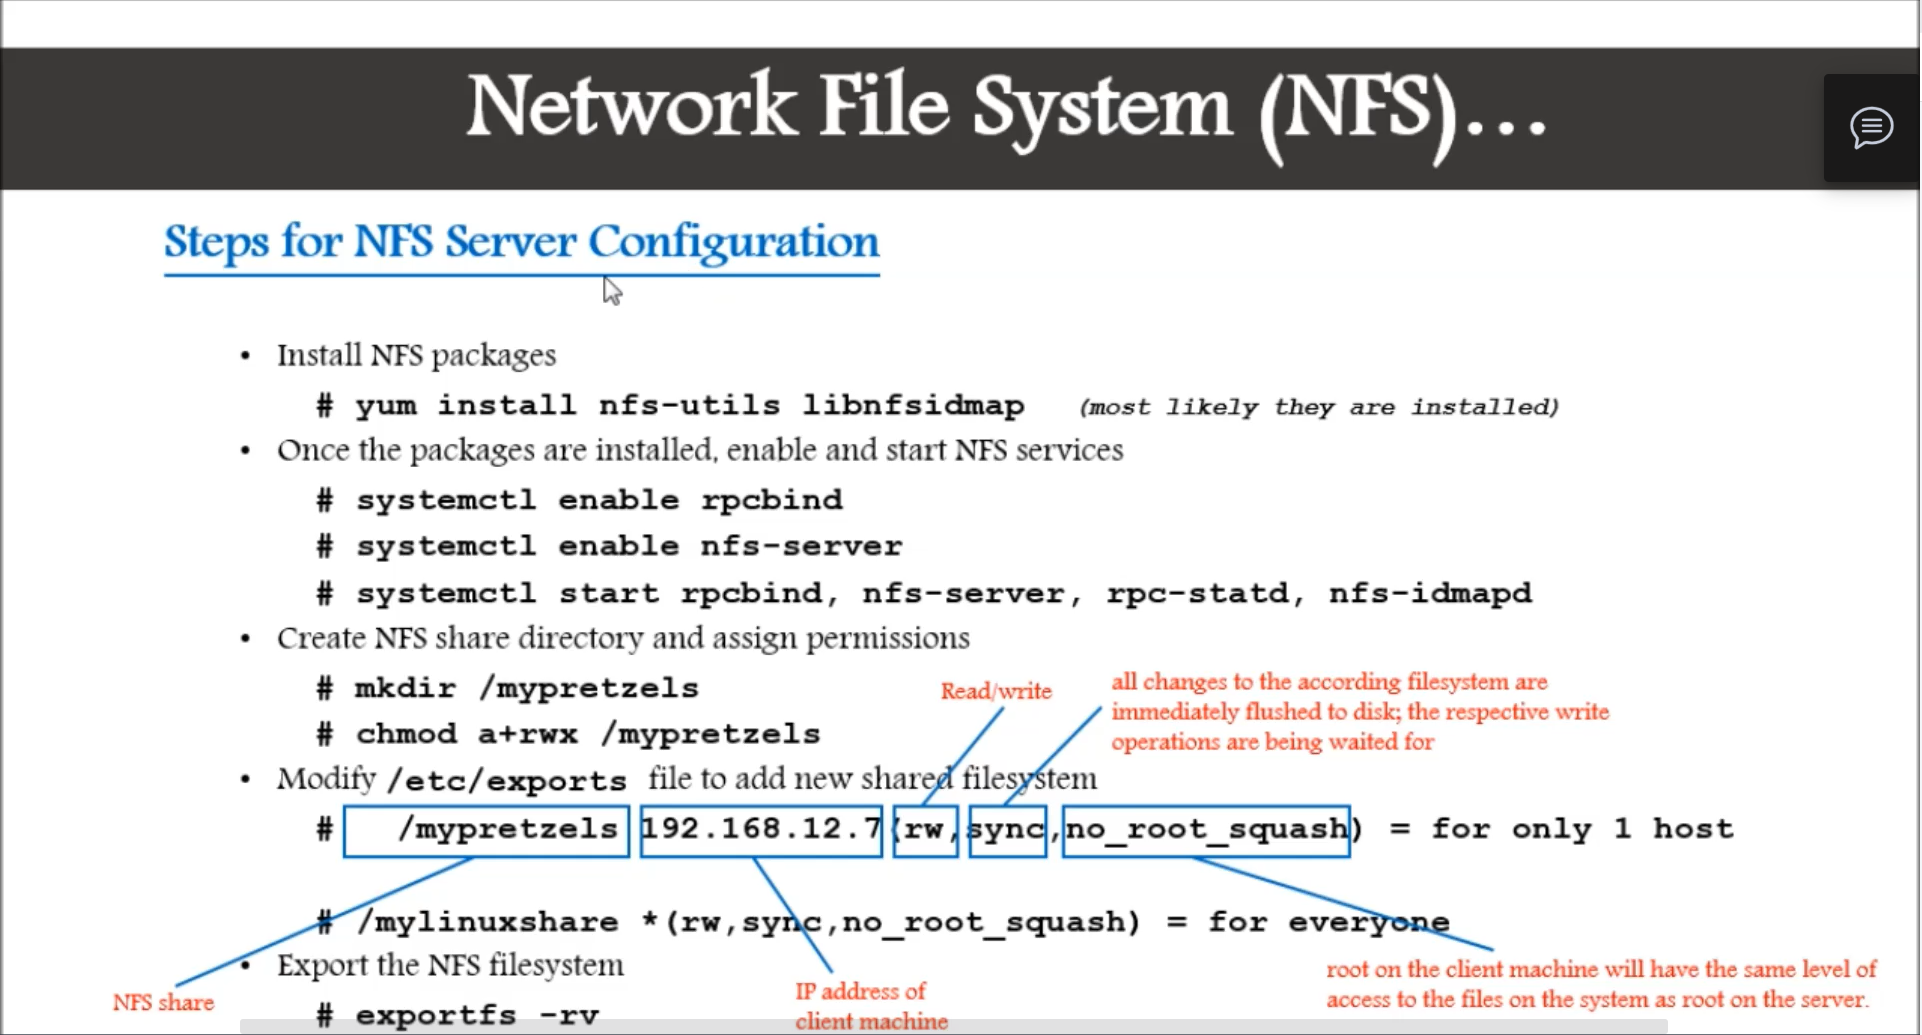 Network File System (NFS)...
Steps for NFS Server Configuration
• Install NFS packages
# yum install nfs-utils libnfsidmap (most likely they are installed)
• Once the packages are installed, enable and start NFS services
# systemctl enable rpcbind
# systemctl enable nfs-server
# systemctl start rpcbind, nfs-server, rpc-statd, nfs-idmapd
• Create NFS share directory and assign permissions
# mkdir /mypretzels
# chmod a+rwx /mypretzels
Read/write
all changes to the according filesystem are
immediately flushed to disk; the respective write
operations are being waited for
• Modify /etc/exports file to add new shared filesystem
# /mypretzels 192.168.12.7(rw,sync,no_root_squash) = for only 1 host
# /mylinuxshare *(rw,sync,no_root_squash) = for everyone
• Export the NFS filesystem
# exportfs -rv
NFS share
IP address of
client machine
root on the client machine will have the same level of
access to the files on the system as root on the server.